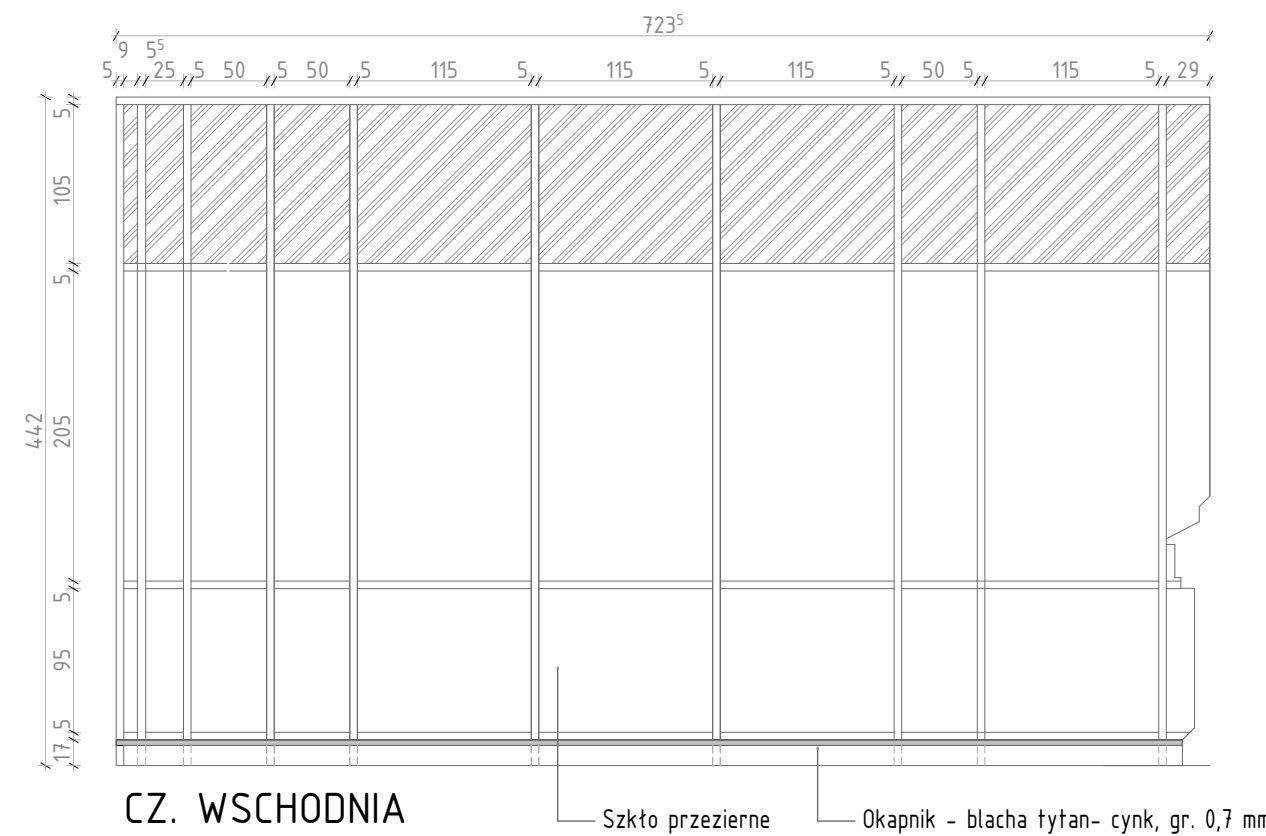 723⁵
9 5⁵
5 25 5 50 5 50 5 115 5 115 5 115 5 50 5 115 5 29
5
105
5
442
205
5
95
5
17
CZ. WSCHODNIA
Szkło przezierne
Okapnik - blacha tytan- cynk, gr. 0,7 mm